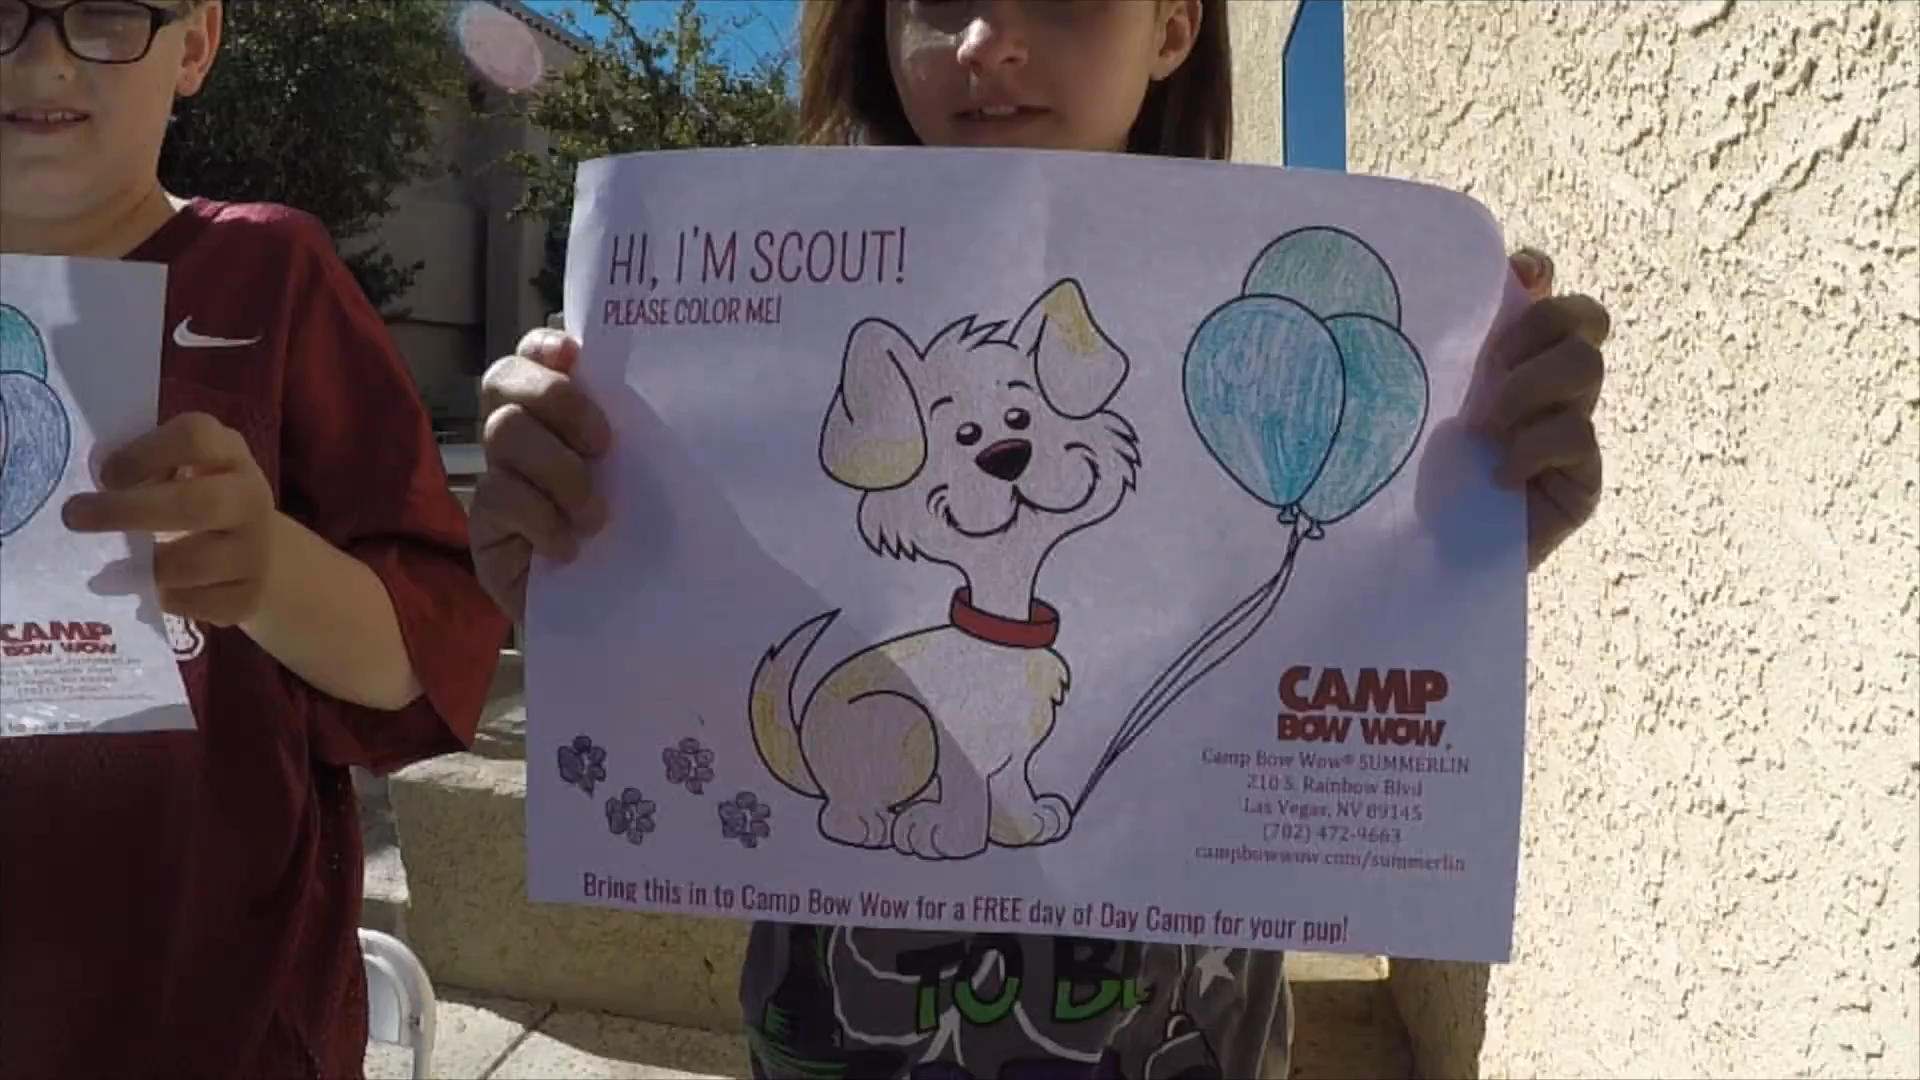 HI, I'M SCOUT!
PLEASE COLOR ME!
CAMP
BOW WOW
Camp Bow Wow® SUMMERLIN
210 S. Rainbow Blvd
Las Vegas, NV 89145
(702) 472-9663
campbowwow.com/summerlin
Bring this in to Camp Bow Wow for a FREE day of Day Camp for your pup!
CAMP
BOW WOW
TO BE